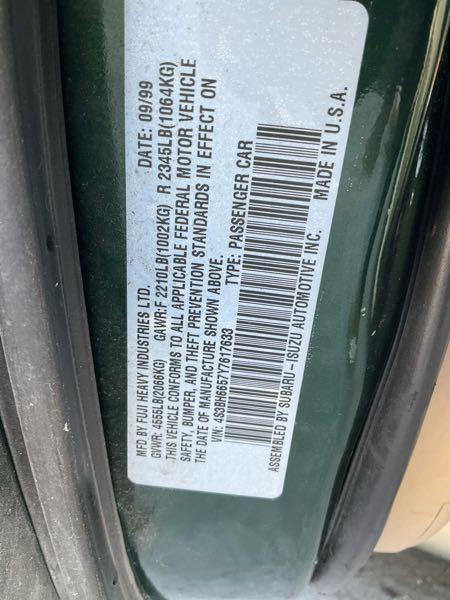 MFD BY FUJI HEAVY INDUSTRIES LTD. DATE: 09/99
GVWR: 4555LB(2066KG) GAWR:F 2210LB(1002KG) R 2345LB(1064KG)
THIS VEHICLE CONFORMS TO ALL APPLICABLE FEDERAL MOTOR VEHICLE
SAFETY, BUMPER, AND THEFT PREVENTION STANDARDS IN EFFECT ON
THE DATE OF MANUFACTURE SHOWN ABOVE.
VIN: 4S3BH6657Y7617633 TYPE: PASSENGER CAR
ASSEMBLED BY SUBARU-ISUZU AUTOMOTIVE INC. MADE IN U.S.A.